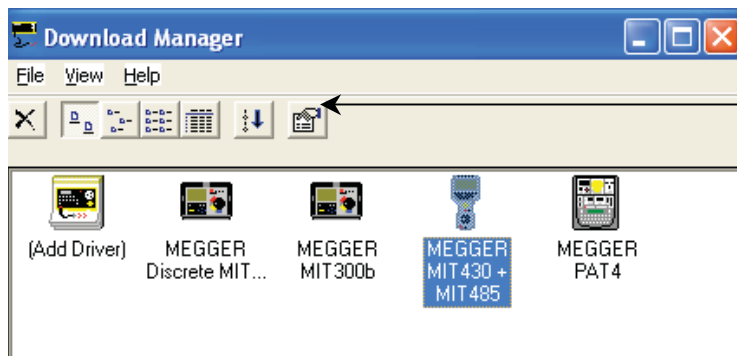 Download Manager
File View Help
(Add Driver)
MEGGER
Discrete MIT...
MEGGER
MIT300b
MEGGER
MIT430 +
MIT485
MEGGER
PAT4